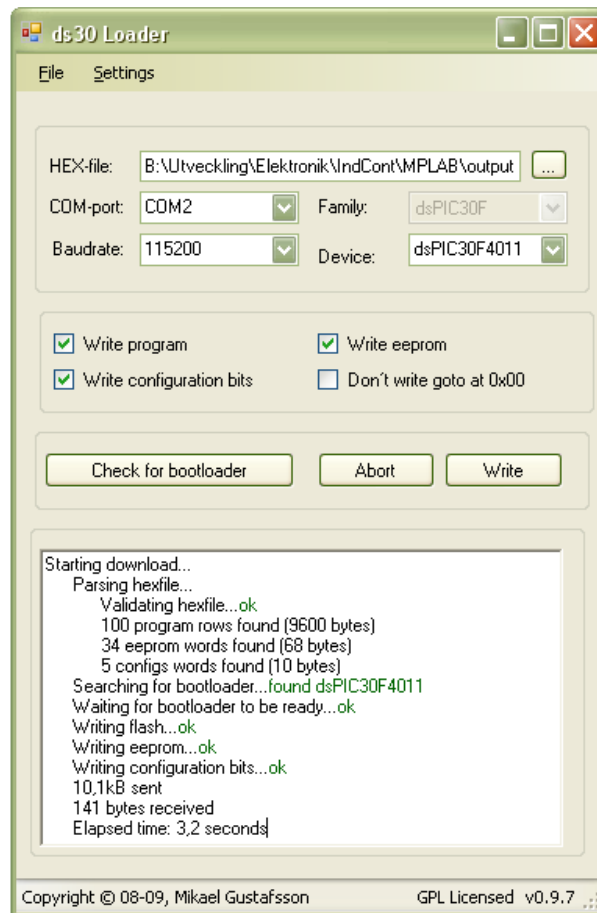 ds30 Loader
File Settings
HEX-file: B:\Utveckling\Elektronik\IndCont\MPLAB\output ...
COM-port: COM2 Family: dsPIC30F
Baudrate: 115200 Device: dsPIC30F4011
Write program Write eeprom
Write configuration bits Don´t write goto at 0x00
Check for bootloader Abort Write
Starting download...
Parsing hexfile...
Validating hexfile...ok
100 program rows found (9600 bytes)
34 eeprom words found (68 bytes)
5 configs words found (10 bytes)
Searching for bootloader...found dsPIC30F4011
Waiting for bootloader to be ready...ok
Writing flash...ok
Writing eeprom...ok
Writing configuration bits...ok
10,1kB sent
141 bytes received
Elapsed time: 3,2 seconds
Copyright © 08-09, Mikael Gustafsson GPL Licensed v0.9.7